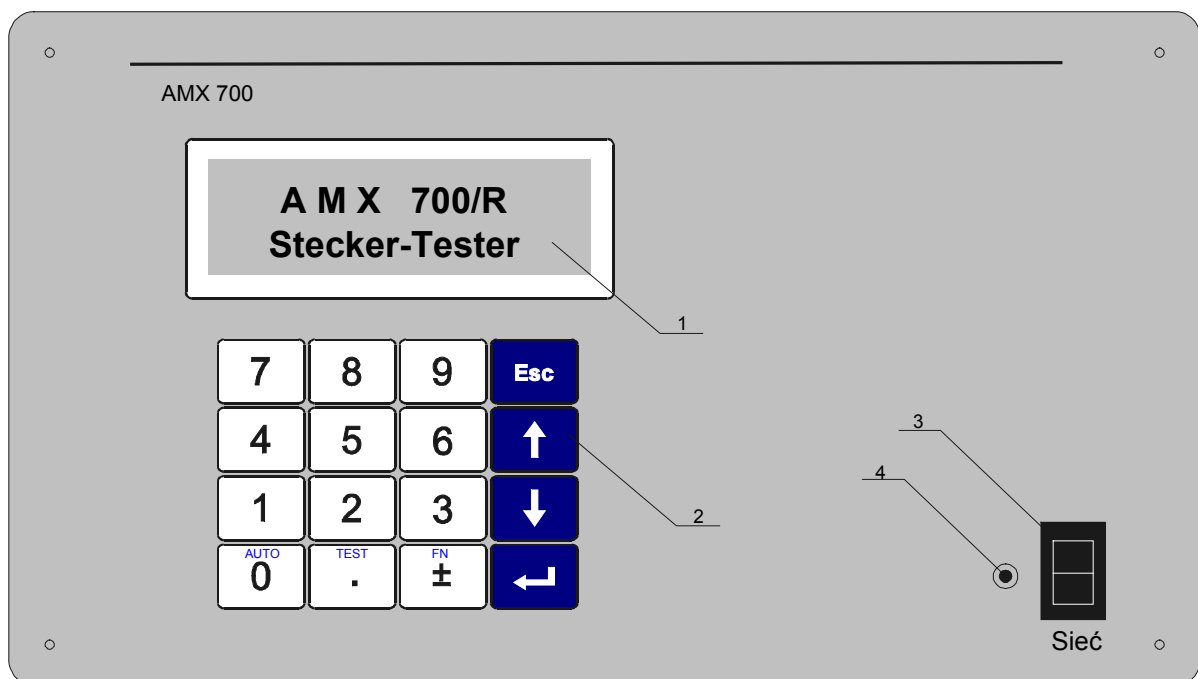 AMX 700
A M X 700/R
Stecker-Tester
1
7 8 9 Esc
4 5 6 ↑
3
4
1 2 3 ↓
2
AUTO TEST FN
0 . ± ↵
Sieć